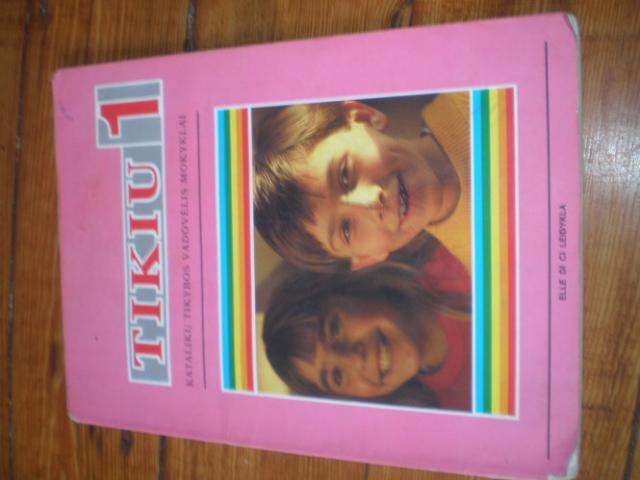 TIKIU 1
KATALIKŲ TIKYBOS VADOVĖLIS MOKYKLAI
ELLE DI CI LEIDYKLA